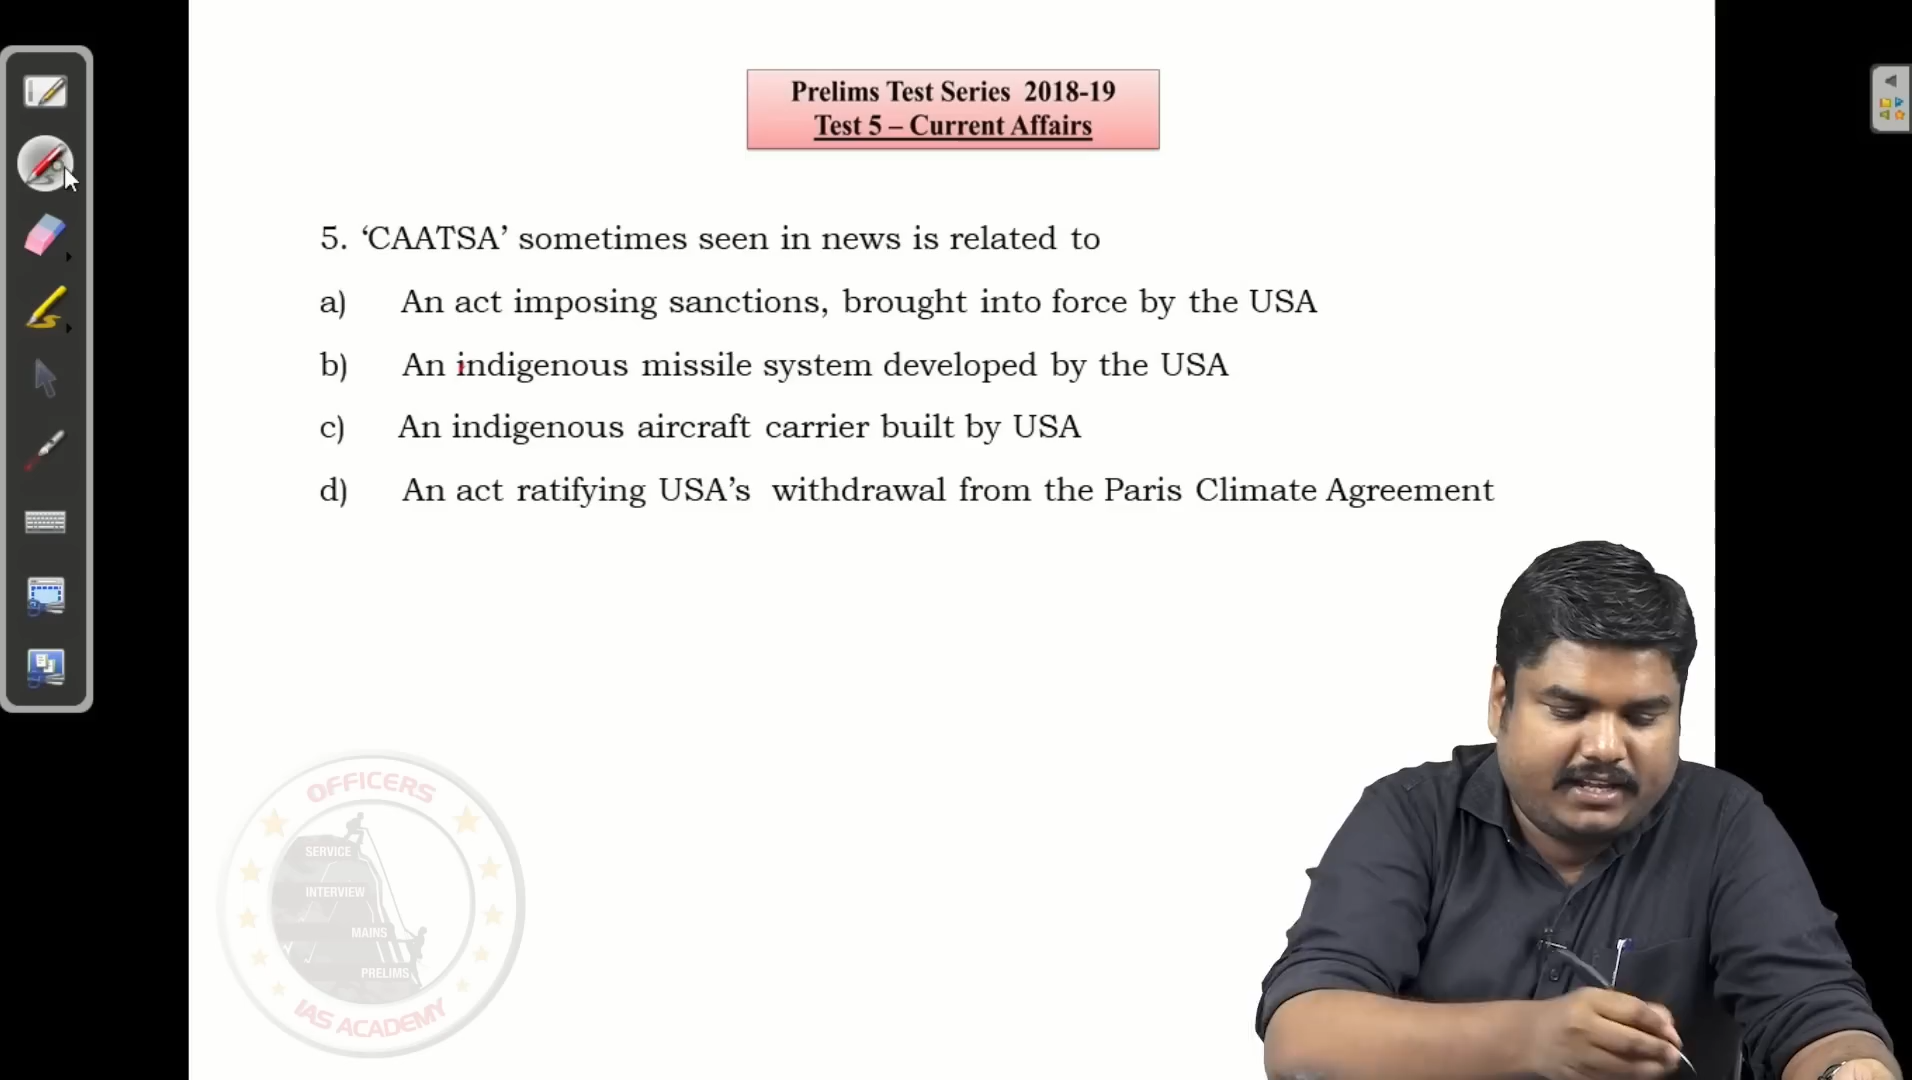 Prelims Test Series 2018-19
Test 5 – Current Affairs
5. ‘CAATSA’ sometimes seen in news is related to
a) An act imposing sanctions, brought into force by the USA
b) An indigenous missile system developed by the USA
c) An indigenous aircraft carrier built by USA
d) An act ratifying USA’s withdrawal from the Paris Climate Agreement
OFFICERS
SERVICE
INTERVIEW
MAINS
PRELIMS
IAS ACADEMY